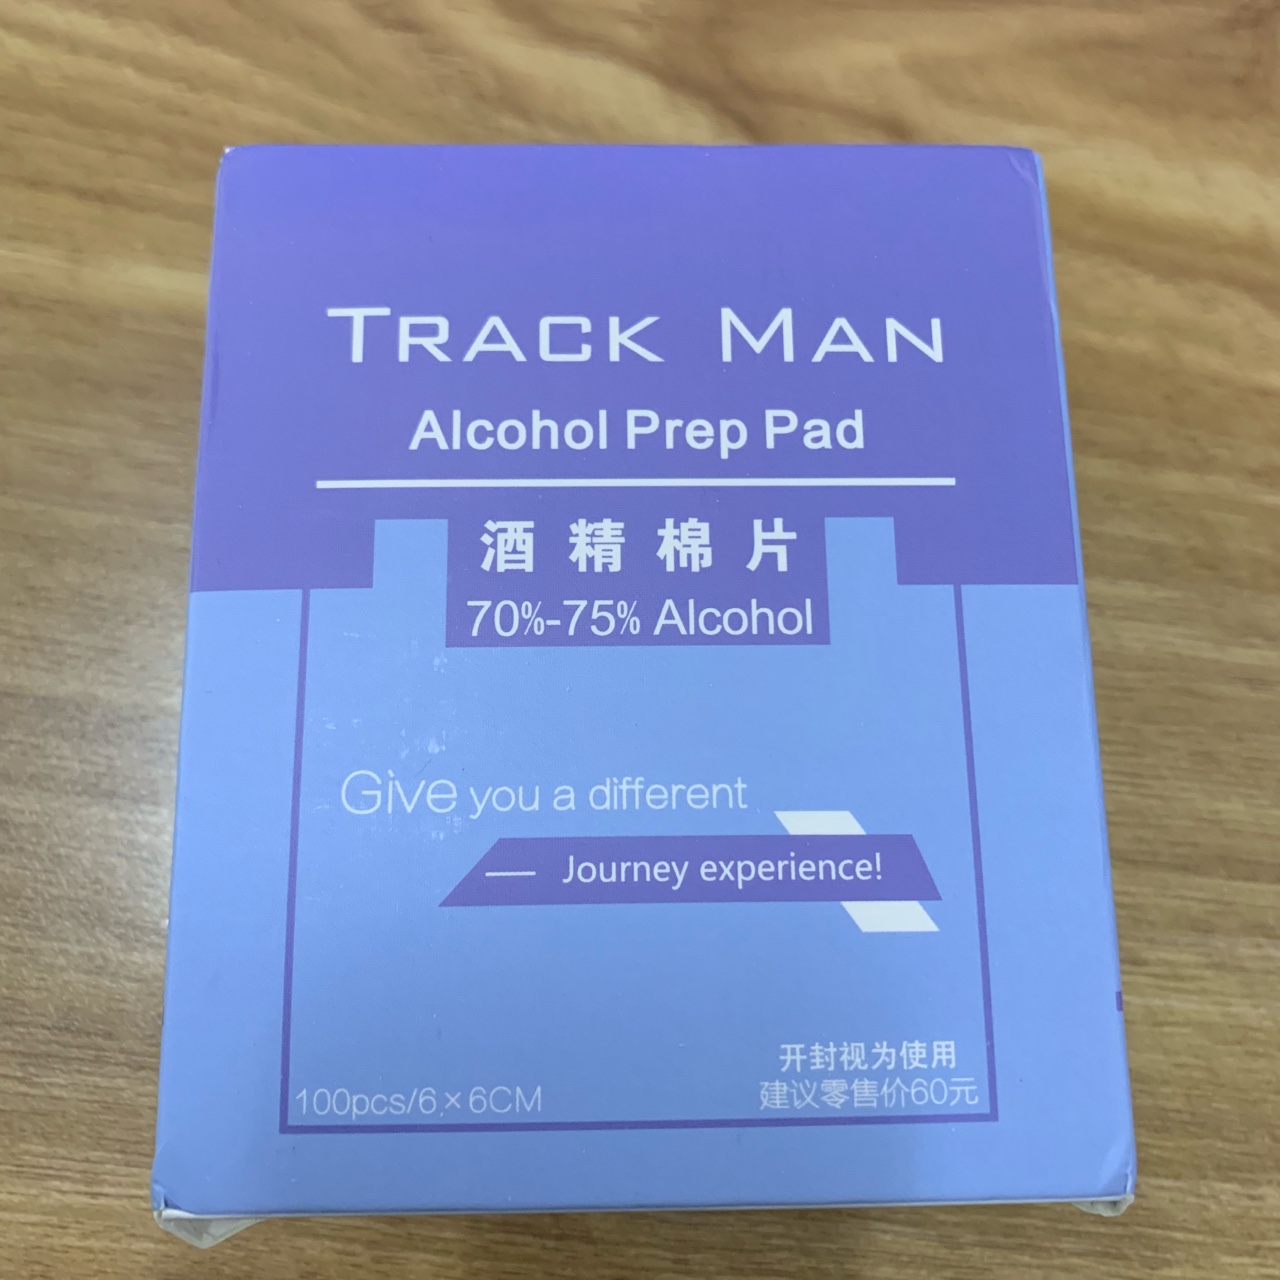 TRACK MAN
Alcohol Prep Pad
酒精棉片
70%-75% Alcohol
Give you a different
— Journey experience!
开封视为使用
建议零售价60元
100pcs/6×6CM